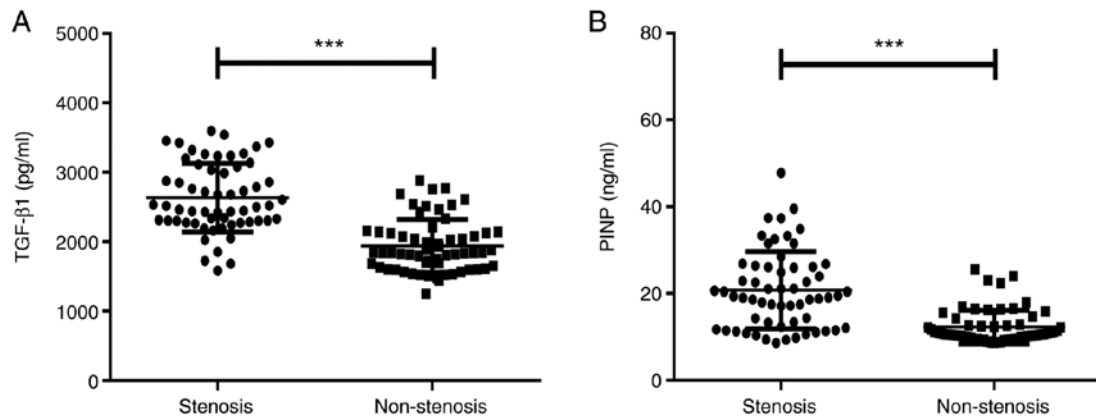 A
TGF-β1 (pg/ml)
5000
4000
3000
2000
1000
0
***
Stenosis
Non-stenosis
B
PINP (ng/ml)
80
60
40
20
0
***
Stenosis
Non-stenosis